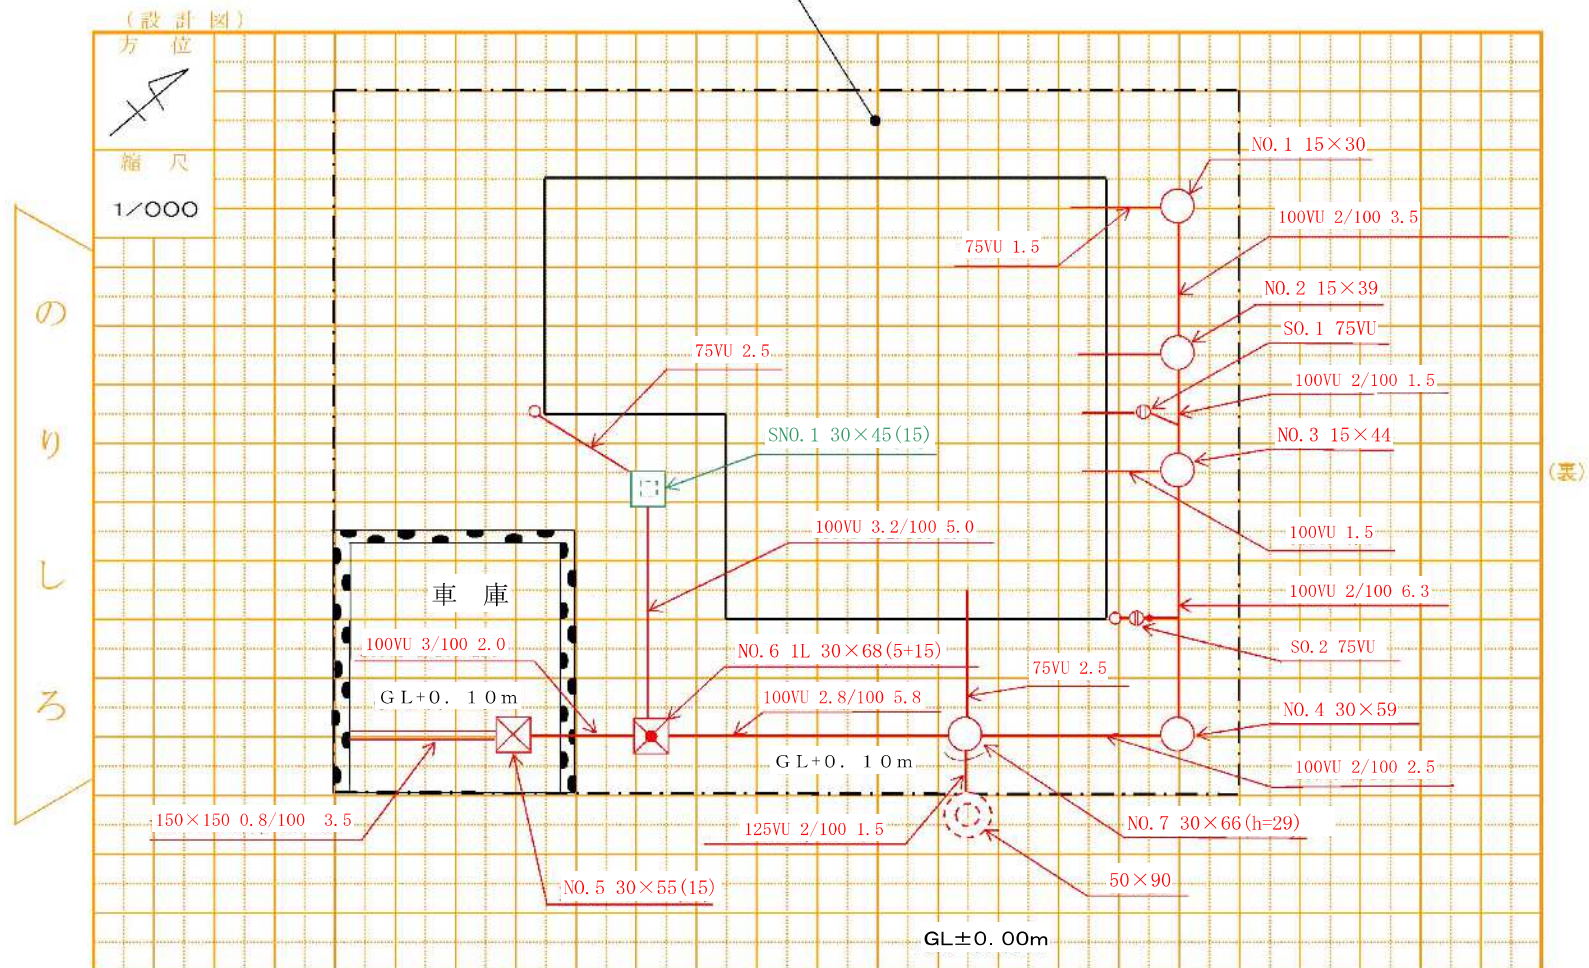 (設 計 図)
方 位
縮 尺
1/000
のりしろ
(裏)
NO.1 15×30
100VU 2/100 3.5
75VU 1.5
NO.2 15×39
SO.1 75VU
75VU 2.5
100VU 2/100 1.5
SNO.1 30×45(15)
NO.3 15×44
100VU 3.2/100 5.0
100VU 1.5
車 庫
100VU 2/100 6.3
100VU 3/100 2.0
NO.6 1L 30×68(5+15)
SO.2 75VU
75VU 2.5
GL+0.10m
100VU 2.8/100 5.8
NO.4 30×59
GL+0.10m
100VU 2/100 2.5
150×150 0.8/100 3.5
125VU 2/100 1.5
NO.7 30×66(h=29)
NO.5 30×55(15)
50×90
GL±0.00m